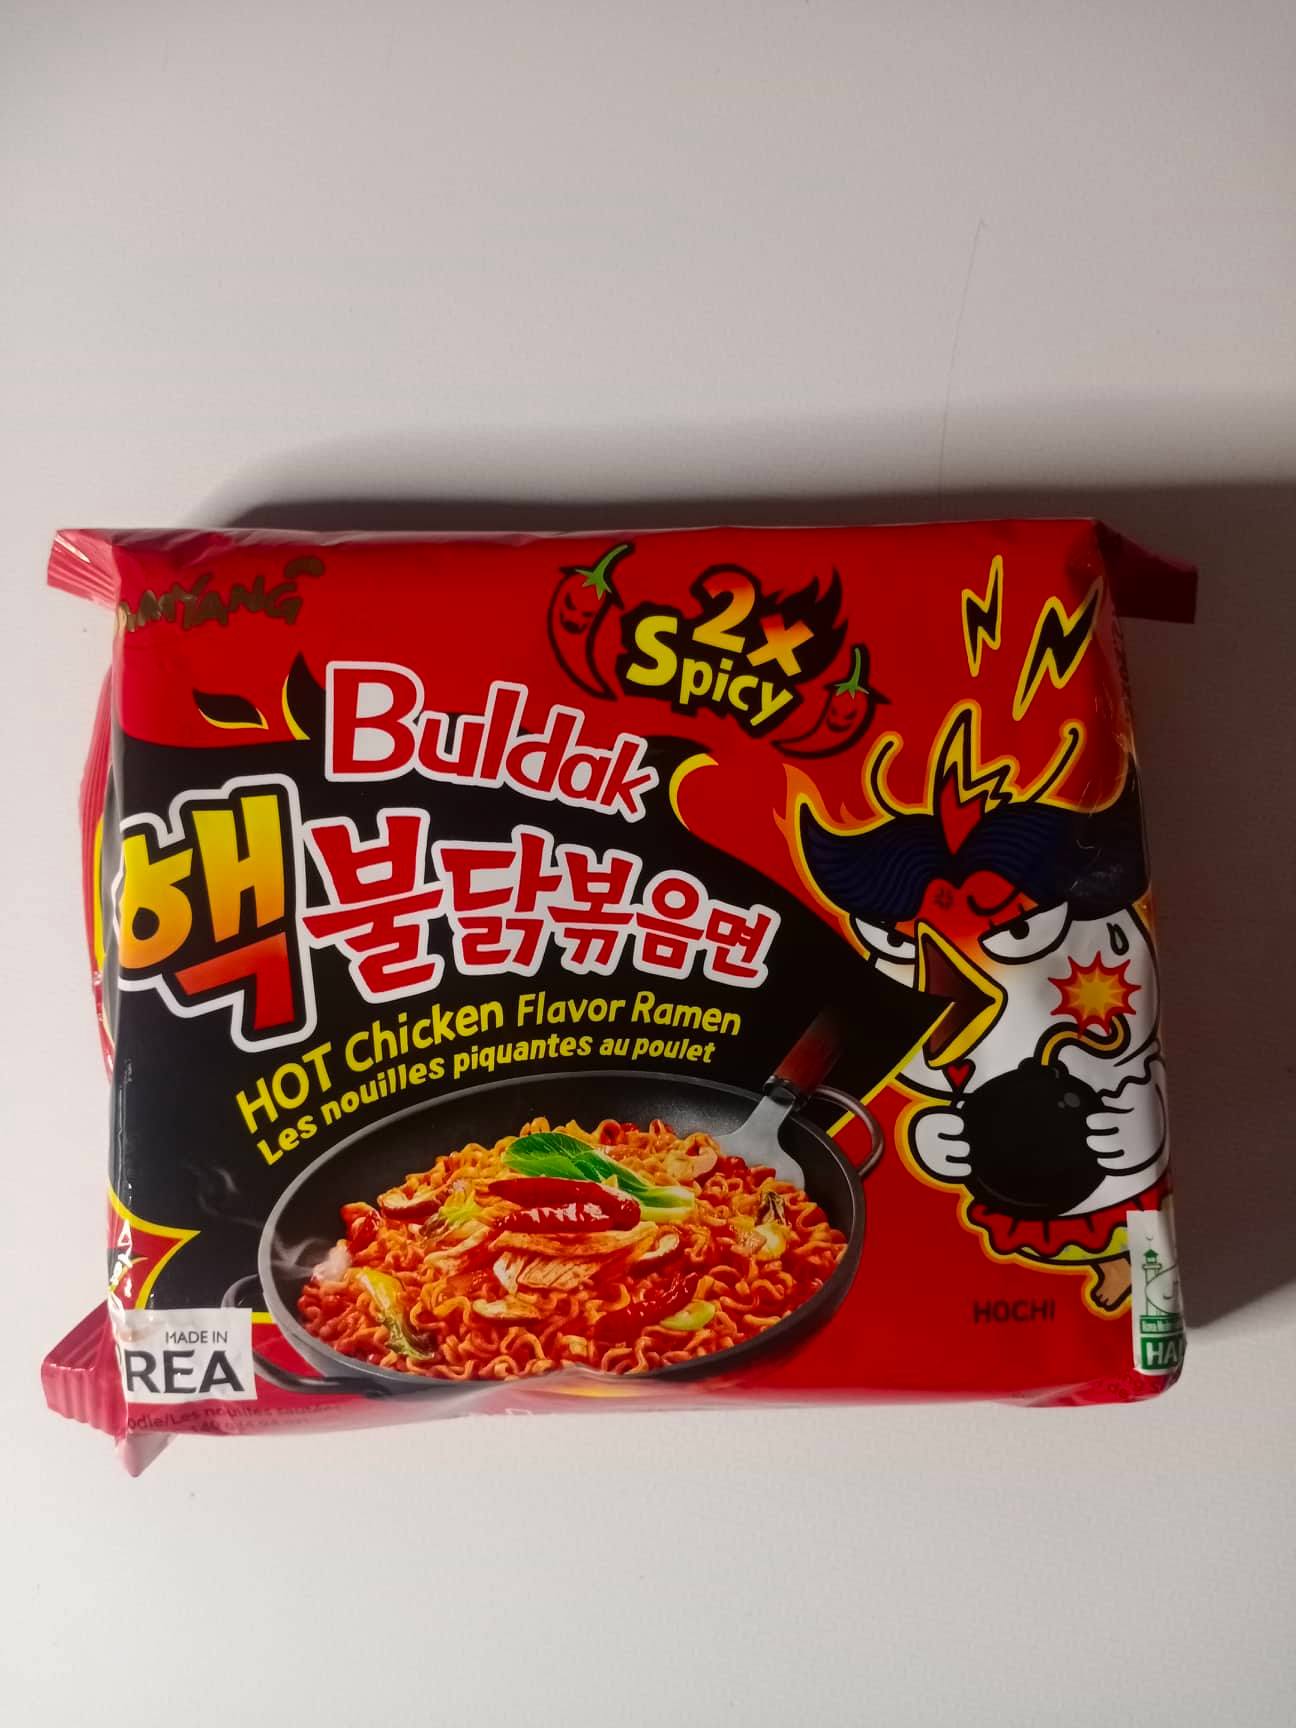 2x
Spicy
Buldak
핵불닭볶음면
HOT Chicken Flavor Ramen
Les nouilles piquantes au poulet
HOCHI
MADE IN
REA
HA